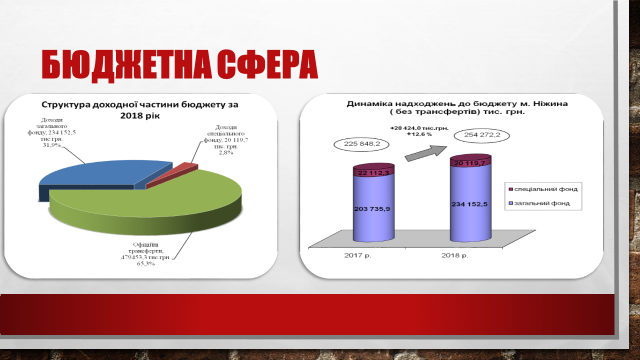 БЮДЖЕТНА СФЕРА
Структура доходної частини бюджету за
2018 рік
Доходи
загального
фонду, 234 152,5
тис.грн.
31,9%
Доходи
спеціального
фонду, 20 119,7
тис. грн.
2,8%
Офіційні
трансферти,
479453,3 тис.грн
65,3%
Динаміка надходжень до бюджету м. Ніжина
( без трансфертів) тис. грн.
+28 424,0 тис.грн.
+12,6 %
225 848,2
254 272,2
22 112,3
20 119,7
203 735,9
234 152,5
спеціальний фонд
загальний фонд
2017 р.
2018 р.